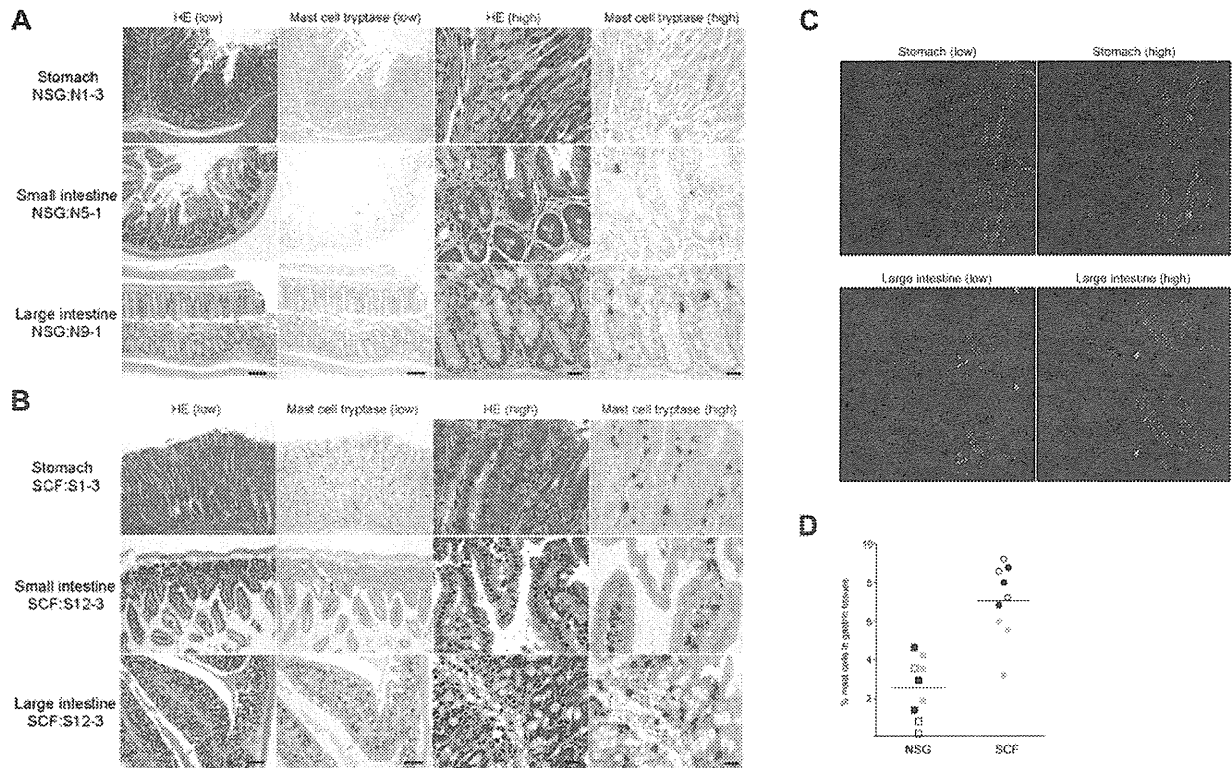 A
HE (low) Mast cell tryptase (low) HE (high) Mast cell tryptase (high)
Stomach
NSG:N1-3
Small intestine
NSG:N5-1
Large intestine
NSG:N9-1
B
HE (low) Mast cell tryptase (low) HE (high) Mast cell tryptase (high)
Stomach
SCF:S1-3
Small intestine
SCF:S12-3
Large intestine
SCF:S12-3
C
Stomach (low) Stomach (high)
Large intestine (low) Large intestine (high)
D
% mast cells in gastric tissues
10
8
6
4
2
NSG SCF